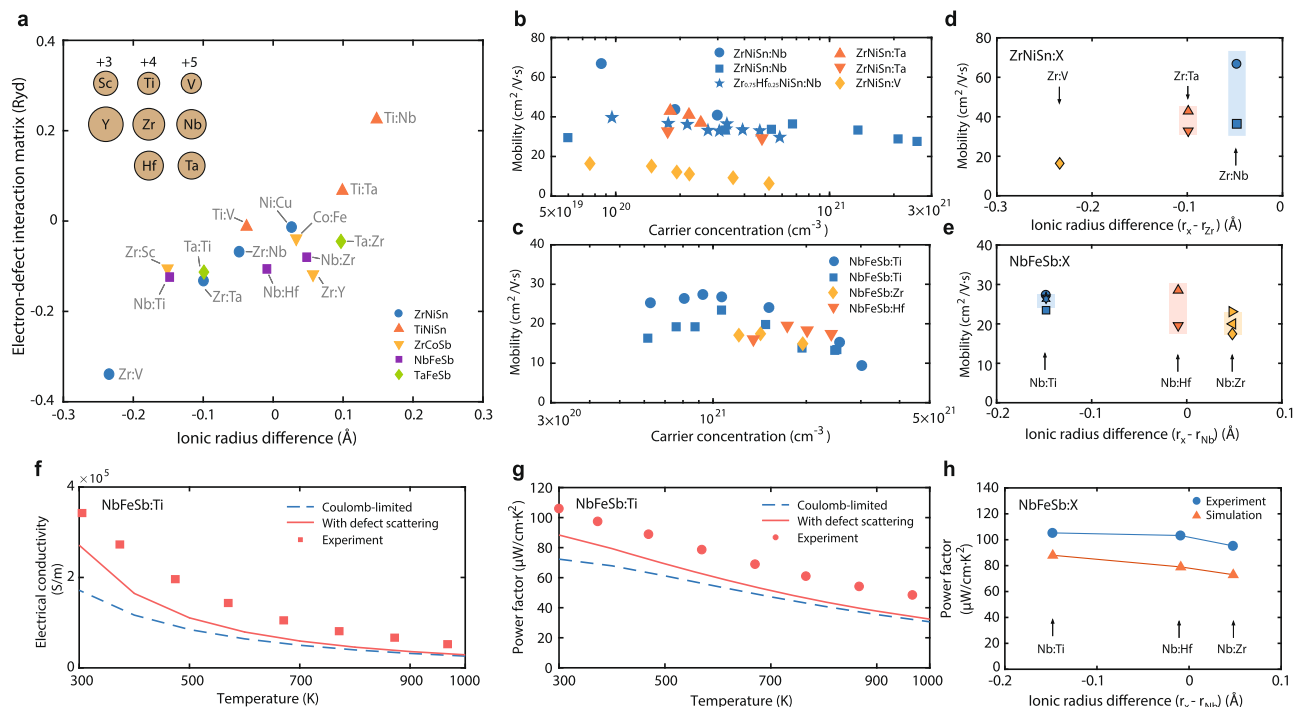 a
Electron-defect interaction matrix (Ryd)
0.4
0.2
0
-0.2
-0.4
-0.3
-0.2
-0.1
0
0.1
0.2
0.3
Ionic radius difference (Å)
+3 +4 +5
Sc Ti V
Y Zr Nb
Hf Ta
Ti:Nb
Ti:Ta
Ni:Cu
Co:Fe
Ti:V
Ta:Zr
Ta:Ti
Zr:Nb
Nb:Zr
Zr:Sc
Nb:Ti
Zr:Ta
Nb:Hf
Zr:Y
Zr:V
ZrNiSn
TiNiSn
ZrCoSb
NbFeSb
TaFeSb
b
Mobility (cm²/V·s)
80
60
40
20
0
5×10¹⁹
10²⁰
10²¹
3×10²¹
Carrier concentration (cm⁻³)
ZrNiSn:Nb
ZrNiSn:Nb
Zr₀.₇₅Hf₀.₂₅NiSn:Nb
ZrNiSn:Ta
ZrNiSn:Ta
ZrNiSn:V
c
Mobility (cm²/V·s)
40
30
20
10
0
3×10²⁰
10²¹
5×10²¹
Carrier concentration (cm⁻³)
NbFeSb:Ti
NbFeSb:Ti
NbFeSb:Zr
NbFeSb:Hf
d
ZrNiSn:X
Mobility (cm²/V·s)
80
60
40
20
0
-0.3
-0.2
-0.1
0
Ionic radius difference (rₓ- r_Zr) (Å)
Zr:V
Zr:Ta
Zr:Nb
e
NbFeSb:X
Mobility (cm²/V·s)
40
30
20
10
0
-0.2
-0.1
0
0.1
Ionic radius difference (rₓ- r_Nb) (Å)
Nb:Ti
Nb:Hf
Nb:Zr
f
NbFeSb:Ti
Electrical conductivity
(S/m)
×10⁵
4
2
0
300
500
700
900
1000
Temperature (K)
Coulomb-limited
With defect scattering
Experiment
g
NbFeSb:Ti
Power factor (μW/cm·K²)
120
100
80
60
40
20
0
300
500
700
900
1000
Temperature (K)
Coulomb-limited
With defect scattering
Experiment
h
NbFeSb:X
Power factor
(μW/cm·K²)
140
120
100
80
60
40
20
0
-0.2
-0.1
0
0.1
Ionic radius difference (rₓ- r_Nb) (Å)
Experiment
Simulation
Nb:Ti
Nb:Hf
Nb:Zr